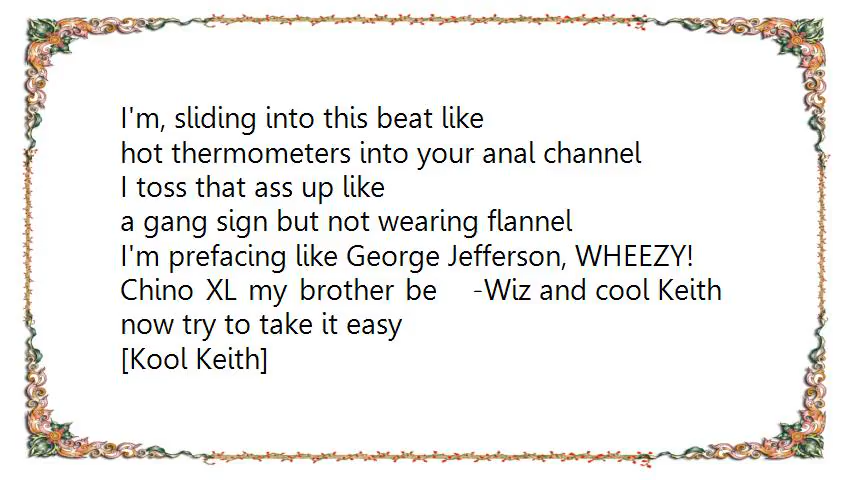 I'm, sliding into this beat like
hot thermometers into your anal channel
I toss that ass up like
a gang sign but not wearing flannel
I'm prefacing like George Jefferson, WHEEZY!
Chino XL my brother be -Wiz and cool Keith
now try to take it easy
[Kool Keith]